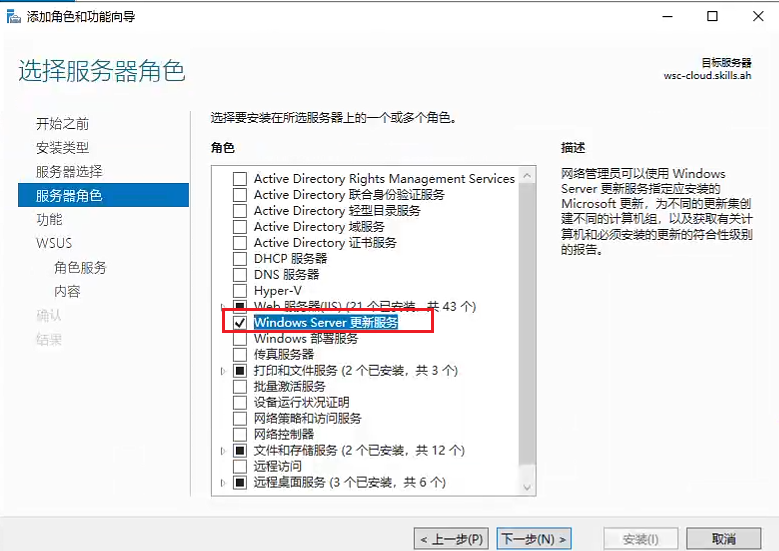 添加角色和功能向导
选择服务器角色
目标服务器
wsc-cloud.skills.ah
开始之前
安装类型
服务器选择
服务器角色
功能
WSUS
角色服务
内容
确认
结果
选择要安装在所选服务器上的一个或多个角色。
角色
Active Directory Rights Management Services
Active Directory 联合身份验证服务
Active Directory 轻型目录服务
Active Directory 域服务
Active Directory 证书服务
DHCP 服务器
DNS 服务器
Hyper-V
Web 服务器(IIS) (21 个已安装，共 43 个)
Windows Server 更新服务
Windows 部署服务
传真服务器
打印和文件服务 (2 个已安装，共 3 个)
批量激活服务
设备运行状况证明
网络策略和访问服务
网络控制器
文件和存储服务 (2 个已安装，共 12 个)
远程访问
远程桌面服务 (3 个已安装，共 6 个)
描述
网络管理员可以使用 Windows
Server 更新服务指定应安装的
Microsoft 更新，为不同的更新集创
建不同的计算机组，以及获取有关计
算机和必须安装的更新的符合性级别
的报告。
< 上一步(P)
下一步(N) >
安装(I)
取消